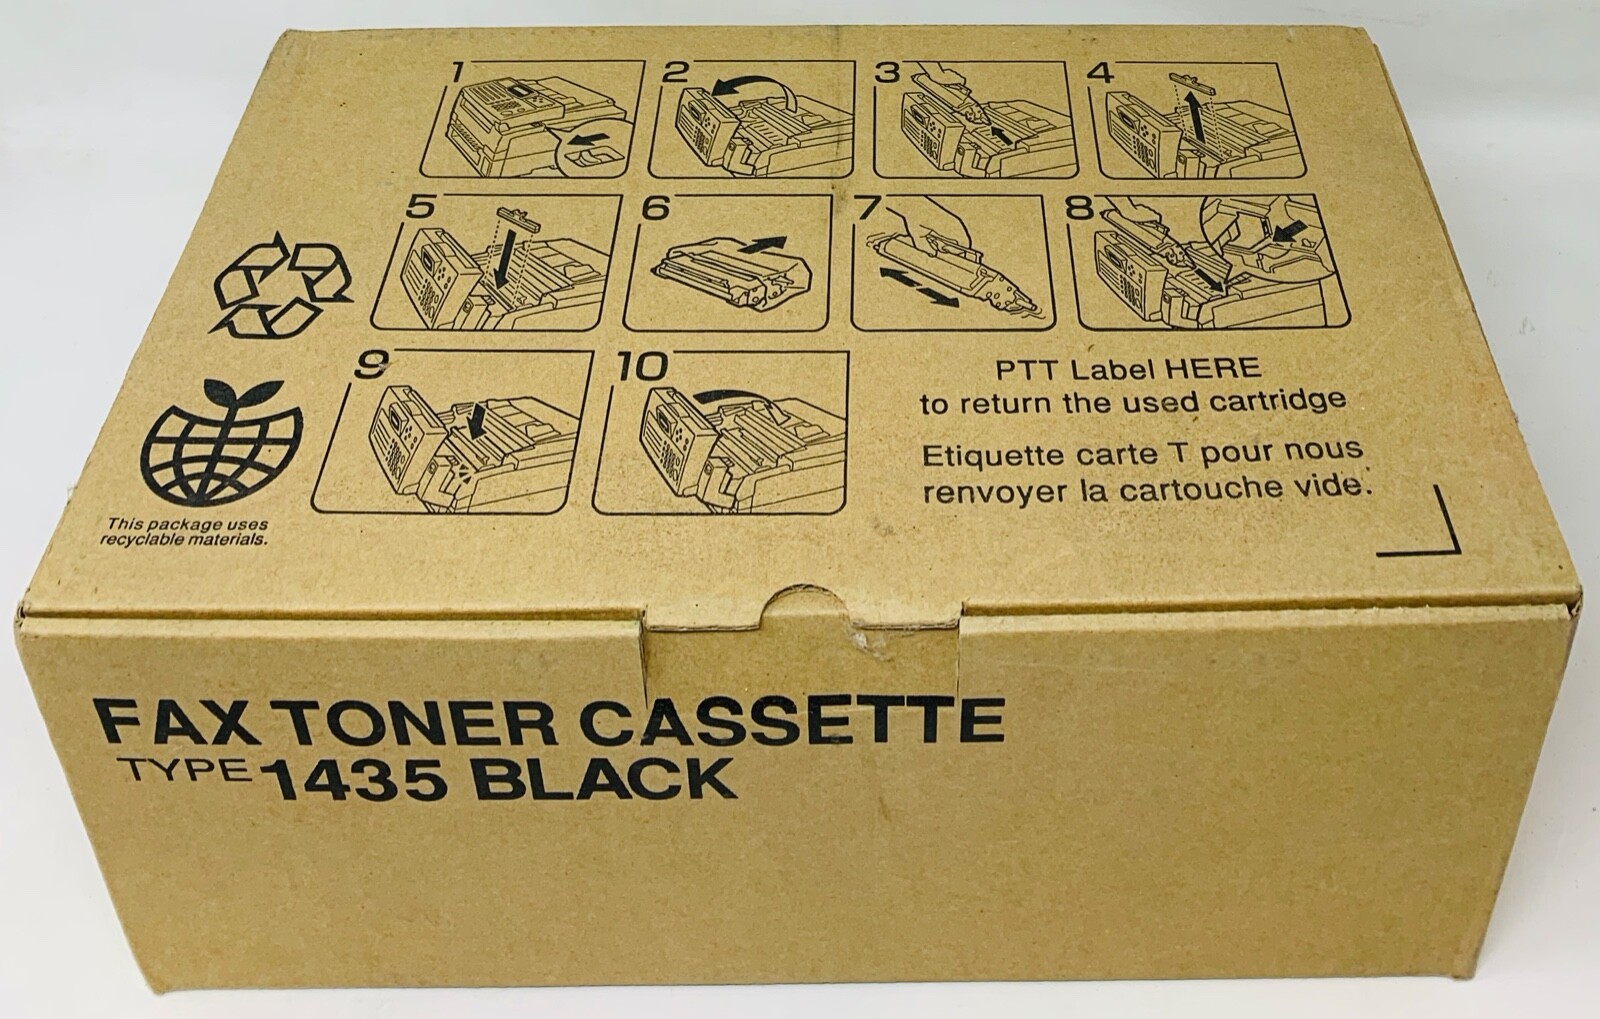 1 2 3 4
5 6 7 8
9 10
PTT Label HERE
to return the used cartridge
Etiquette carte T pour nous
renvoyer la cartouche vide.
This package uses
recyclable materials.
FAX TONER CASSETTE
TYPE 1435 BLACK